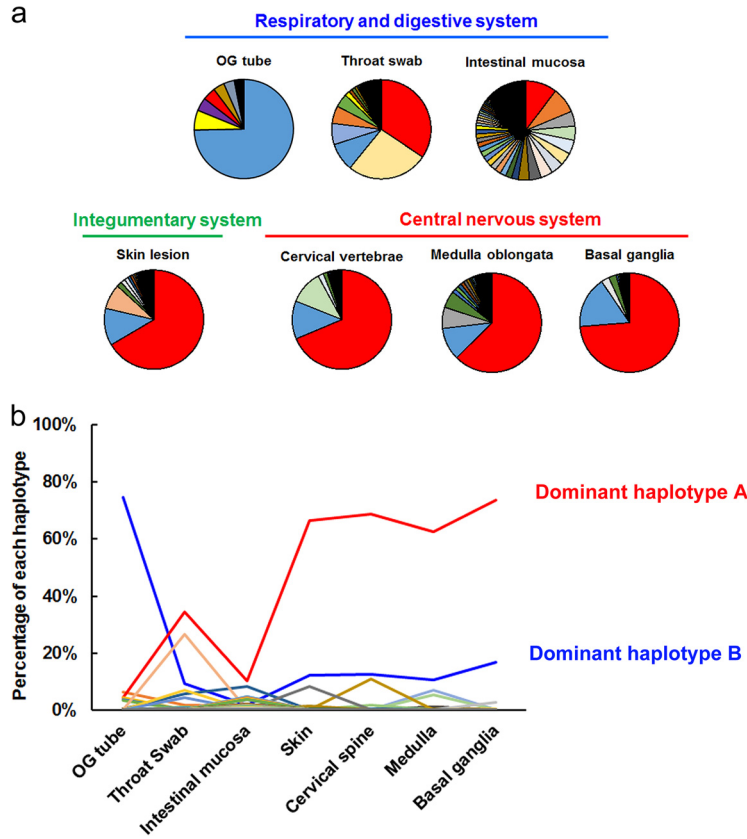 a
Respiratory and digestive system
OG tube
Throat swab
Intestinal mucosa
Integumentary system
Central nervous system
Skin lesion
Cervical vertebrae
Medulla oblongata
Basal ganglia
b
Percentage of each haplotype
100%
80%
60%
40%
20%
0%
Dominant haplotype A
Dominant haplotype B
OG tube
Throat Swab
Intestinal mucosa
Skin
Cervical spine
Medulla
Basal ganglia